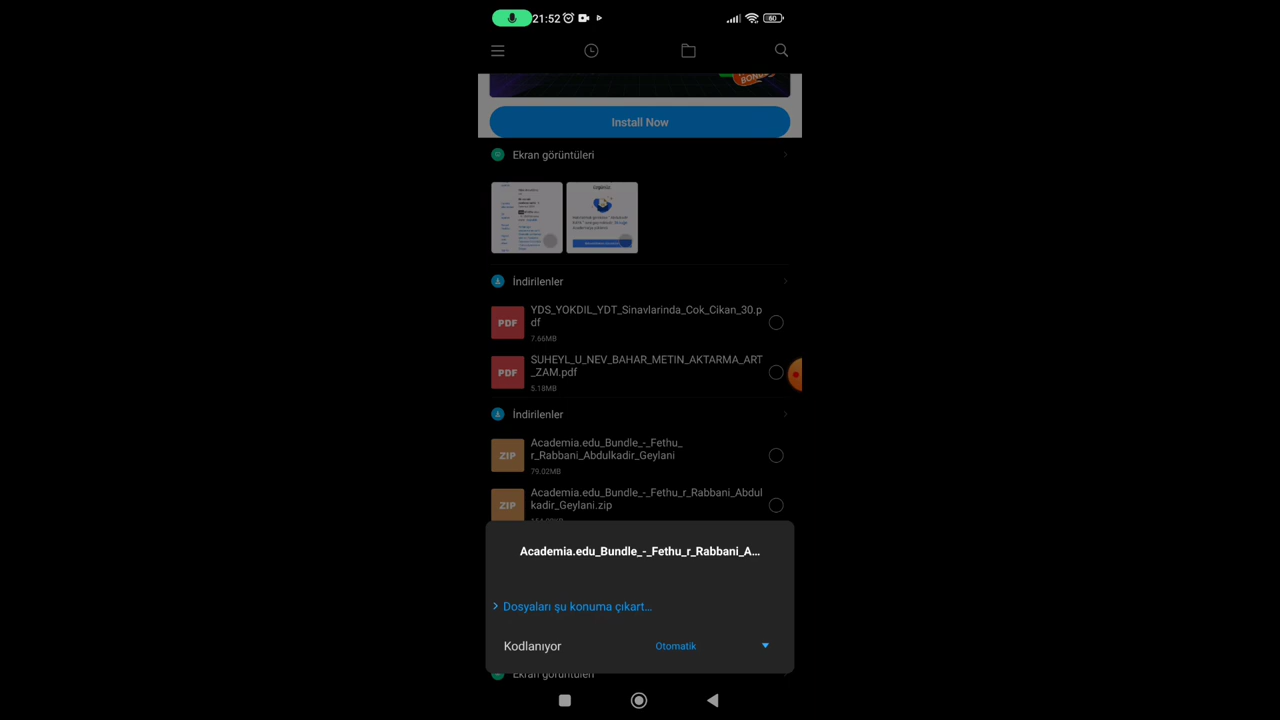 21:52
60
BONUS
Install Now
Ekran görüntüleri
İndirilenler
PDF
YDS_YOKDIL_YDT_Sinavlarinda_Cok_Cikan_30.p
df
7.66MB
PDF
SUHEYL_U_NEV_BAHAR_METIN_AKTARMA_ART
_ZAM.pdf
5.18MB
İndirilenler
ZIP
Academia.edu_Bundle_-_Fethu_
r_Rabbani_Abdulkadir_Geylani
79.02MB
ZIP
Academia.edu_Bundle_-_Fethu_r_Rabbani_Abdul
kadir_Geylani.zip
Academia.edu_Bundle_-_Fethu_r_Rabbani_A...
Dosyaları şu konuma çıkart...
Kodlanıyor
Otomatik
Ekran görüntüleri